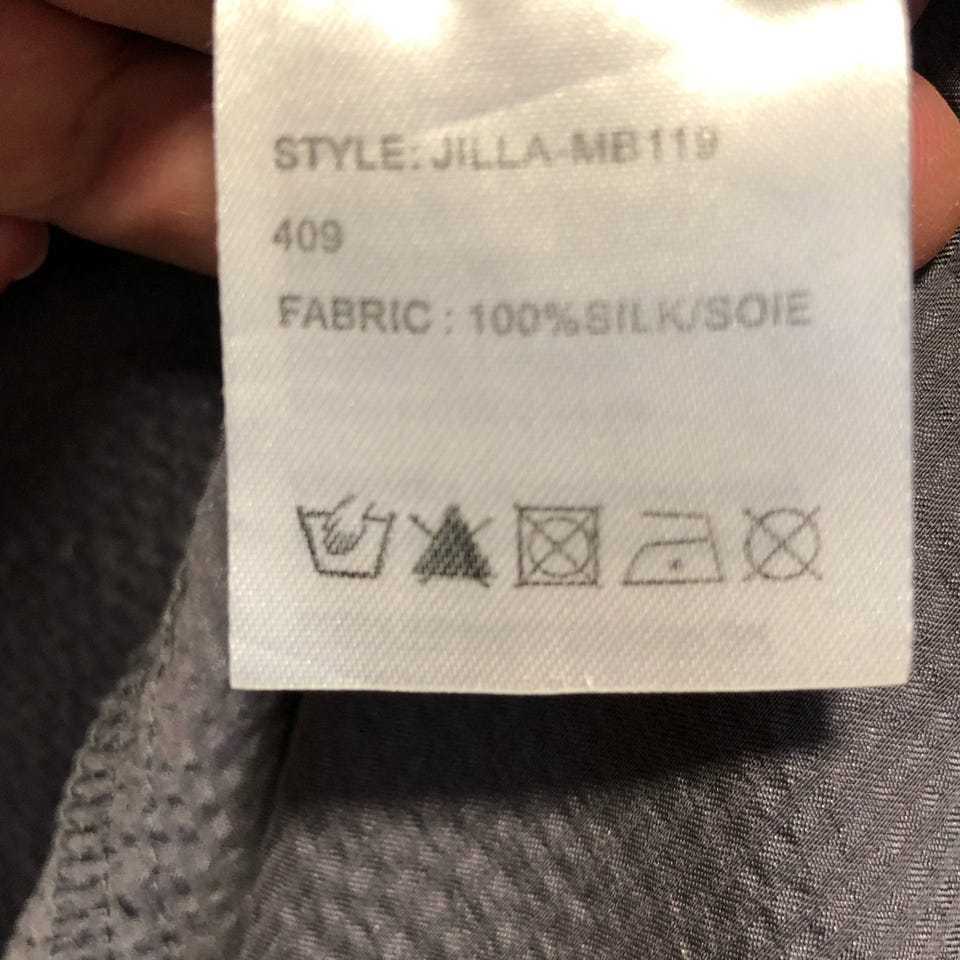 STYLE: JILLA-MB119
409
FABRIC : 100%SILK/SOIE